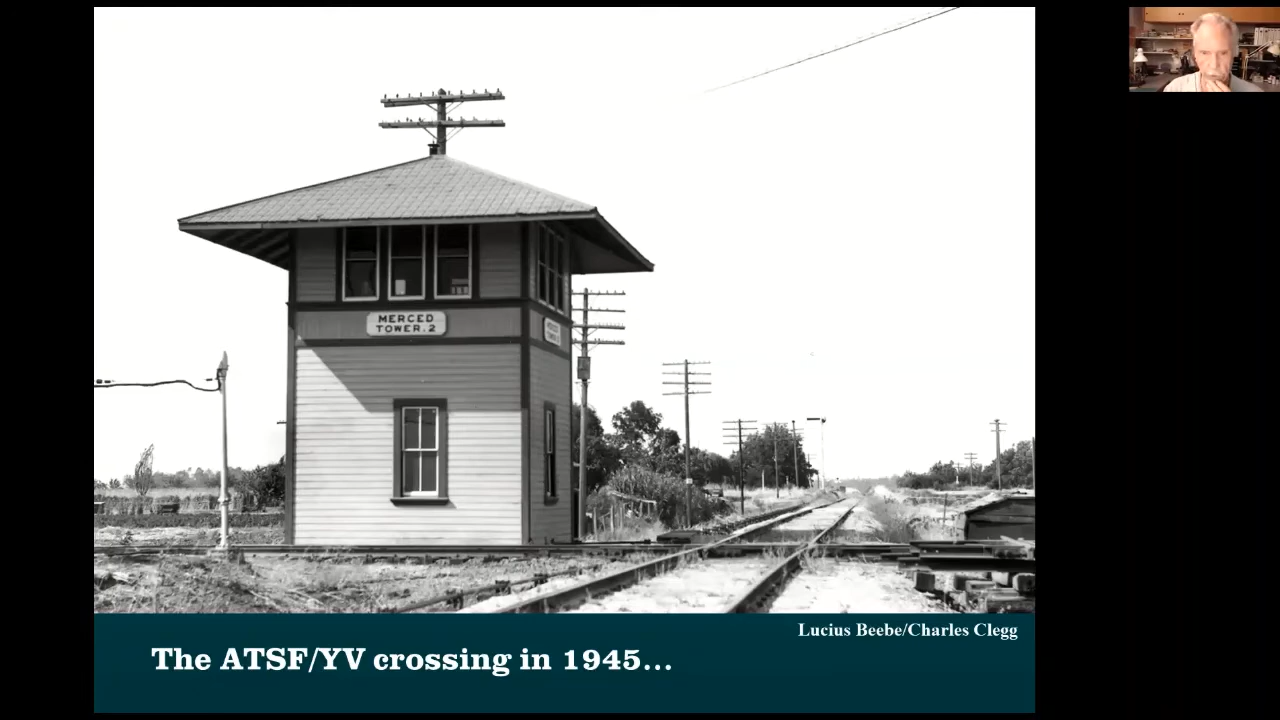 MERCED
TOWER. 2
Lucius Beebe/Charles Clegg
The ATSF/YV crossing in 1945...